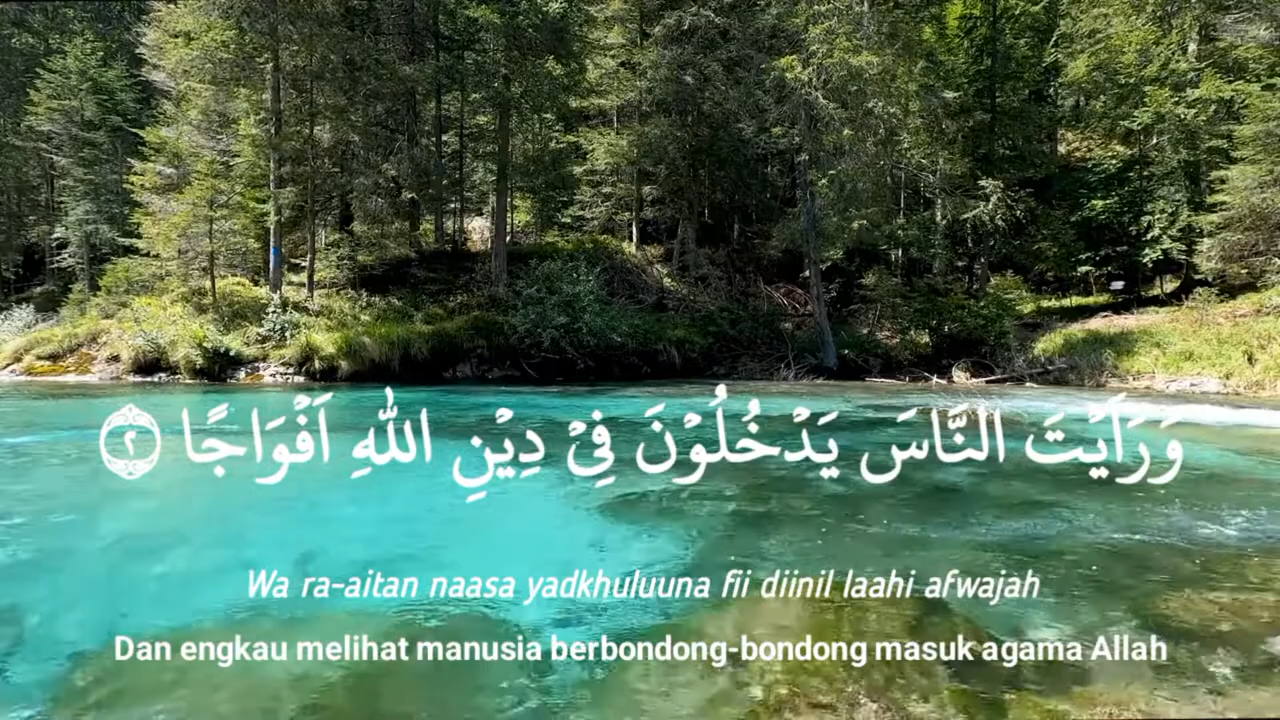 وَرَاَيْتَ النَّاسَ يَدْخُلُوْنَ فِيْ دِيْنِ اللّٰهِ اَفْوَاجًا ۝٢
Wa ra-aitan naasa yadkhuluuna fii diinil laahi afwajah
Dan engkau melihat manusia berbondong-bondong masuk agama Allah